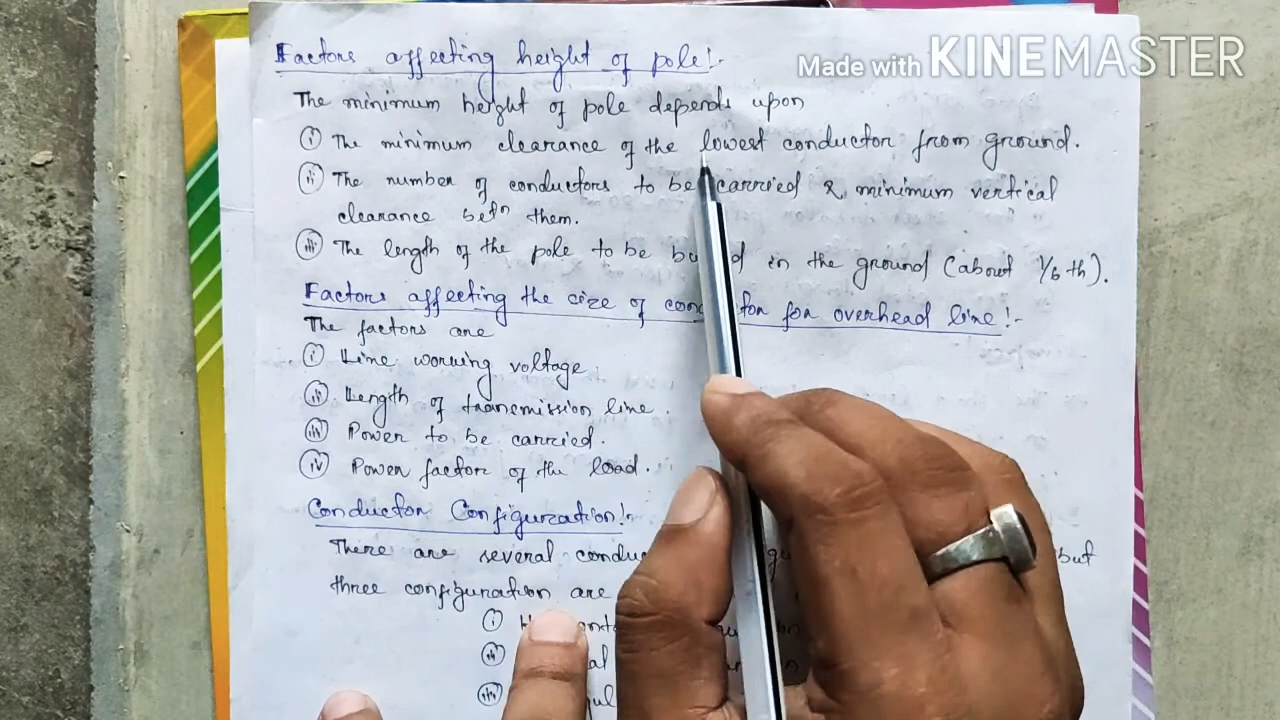 Made with KINEMASTER
Factors affecting height of pole:-
The minimum height of pole depends upon
(i) The minimum clearance of the lowest conductor from ground.
(ii) The number of conductors to be carried & minimum vertical
clearance betn them.
(iii) The length of the pole to be in the ground (about 1/6 th).
Factors affecting the size of for overhead line:-
The factors are
(i) Line working voltage
(ii) Length of transmission line.
(iii) Power to be carried.
(iv) Power factor of the load.
Conductor Configuration:-
There are several but
three configuration are
(i)
(ii)
(iii)